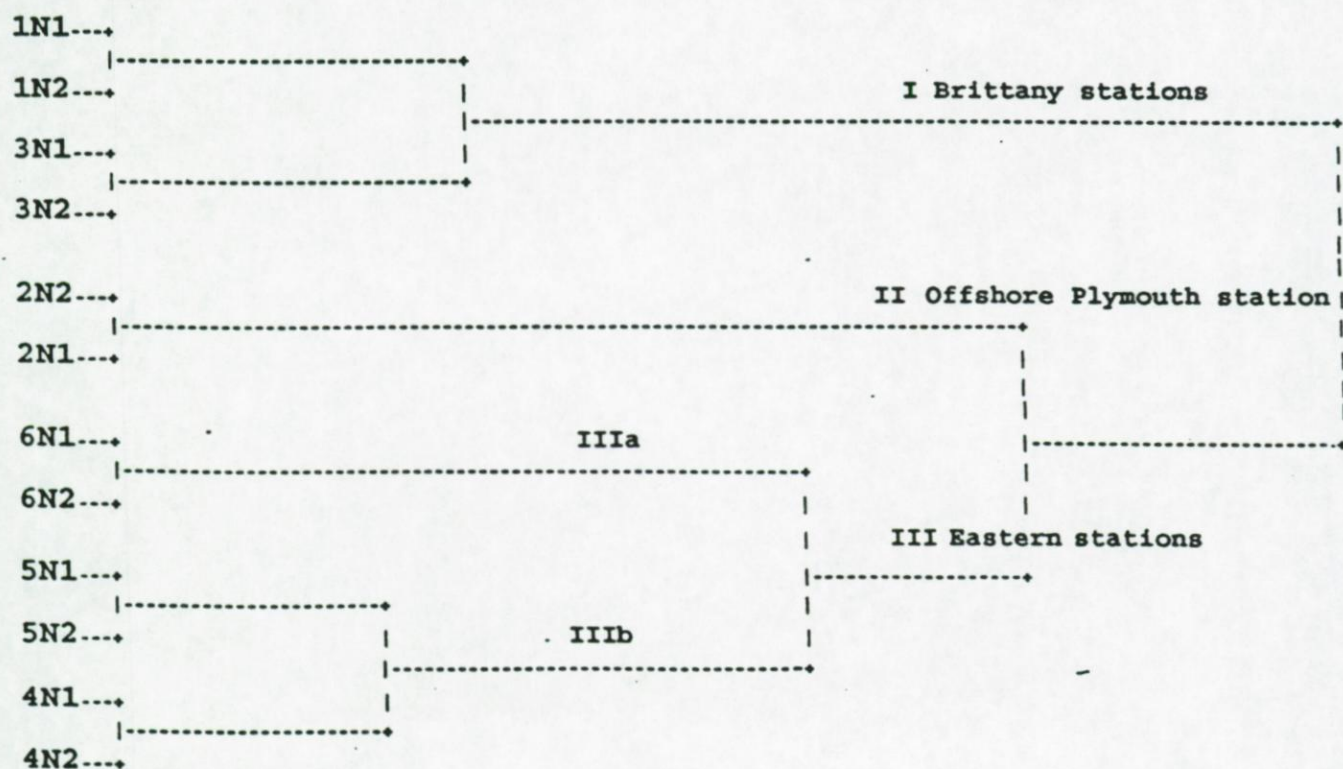 1N1
1N2
I Brittany stations
3N1
3N2
2N2
II Offshore Plymouth station
2N1
6N1
IIIa
6N2
III Eastern stations
5N1
5N2
IIIb
4N1
4N2